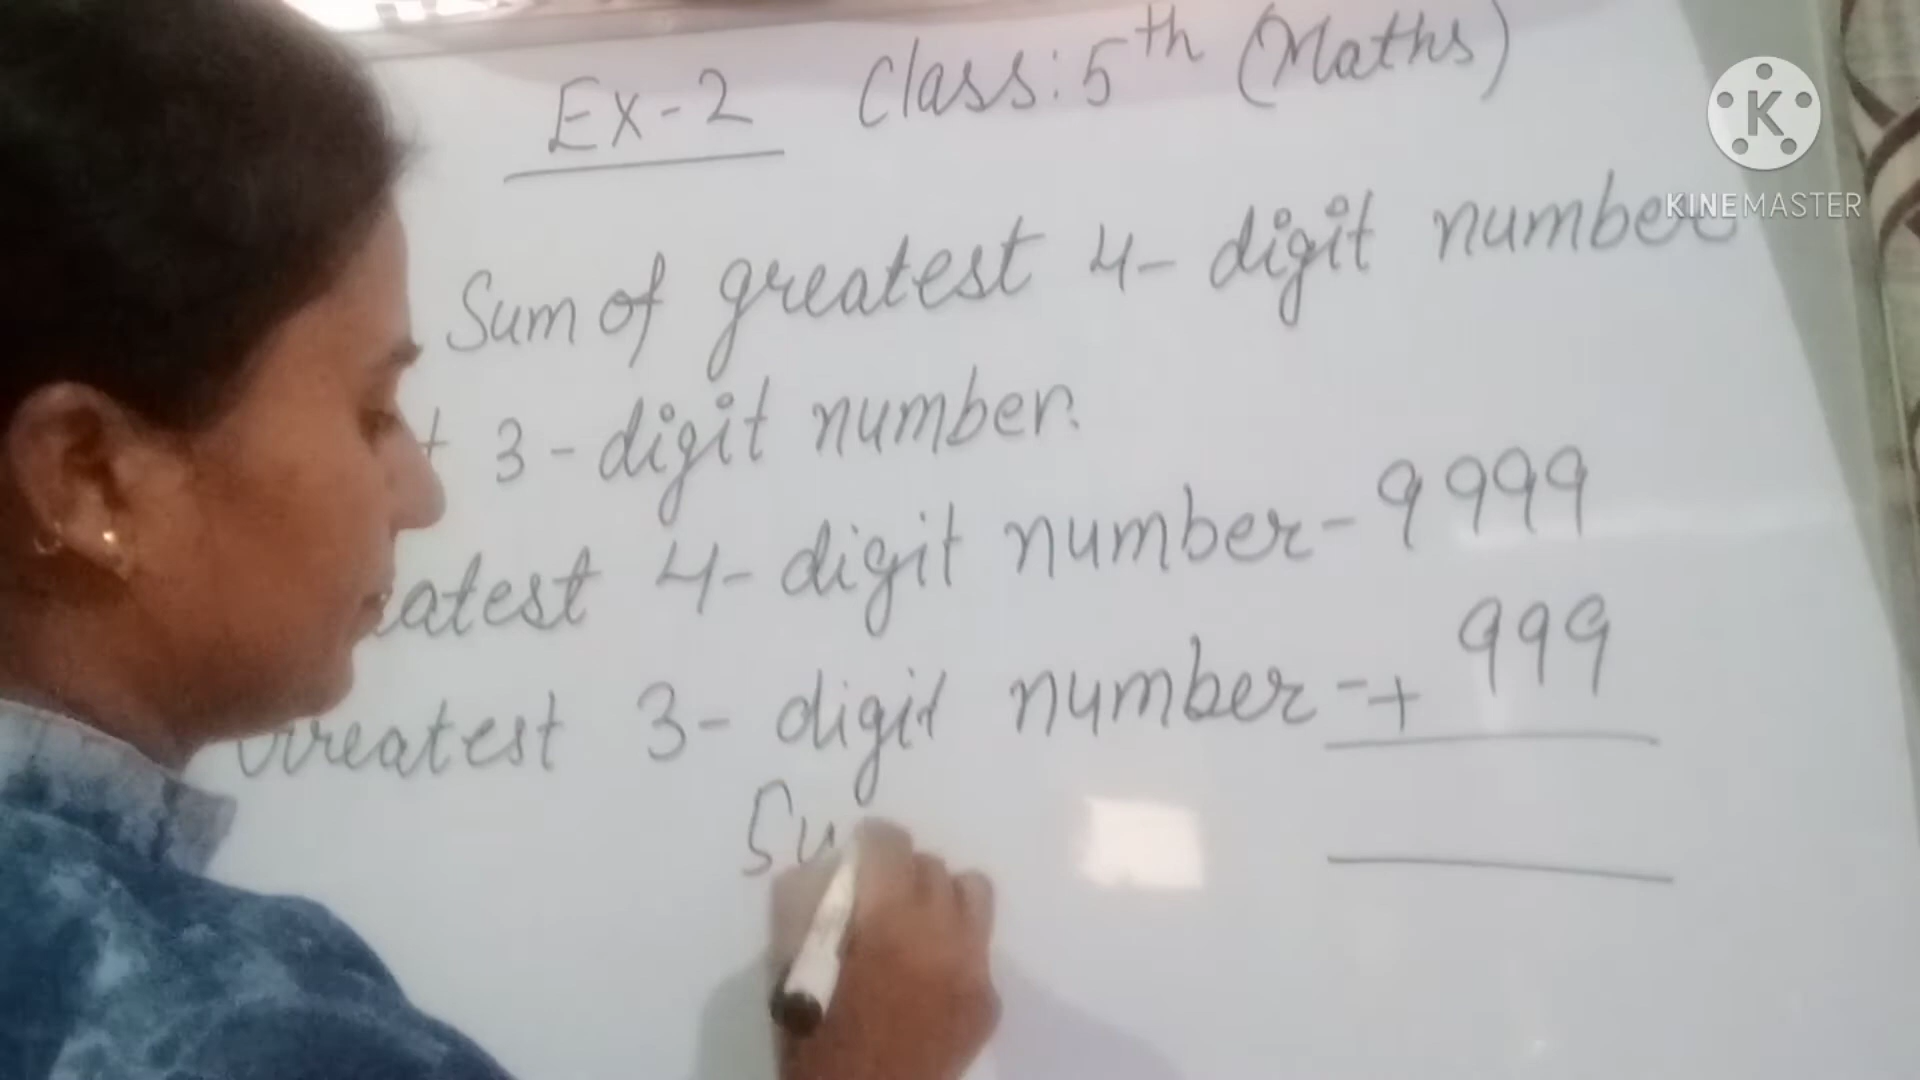 Ex-2 Class: 5th (Maths)
K
KINEMASTER
Sum of greatest 4-digit number
3-digit number.
4-digit number - 9999
Greatest 3-digit number - + 999
Su